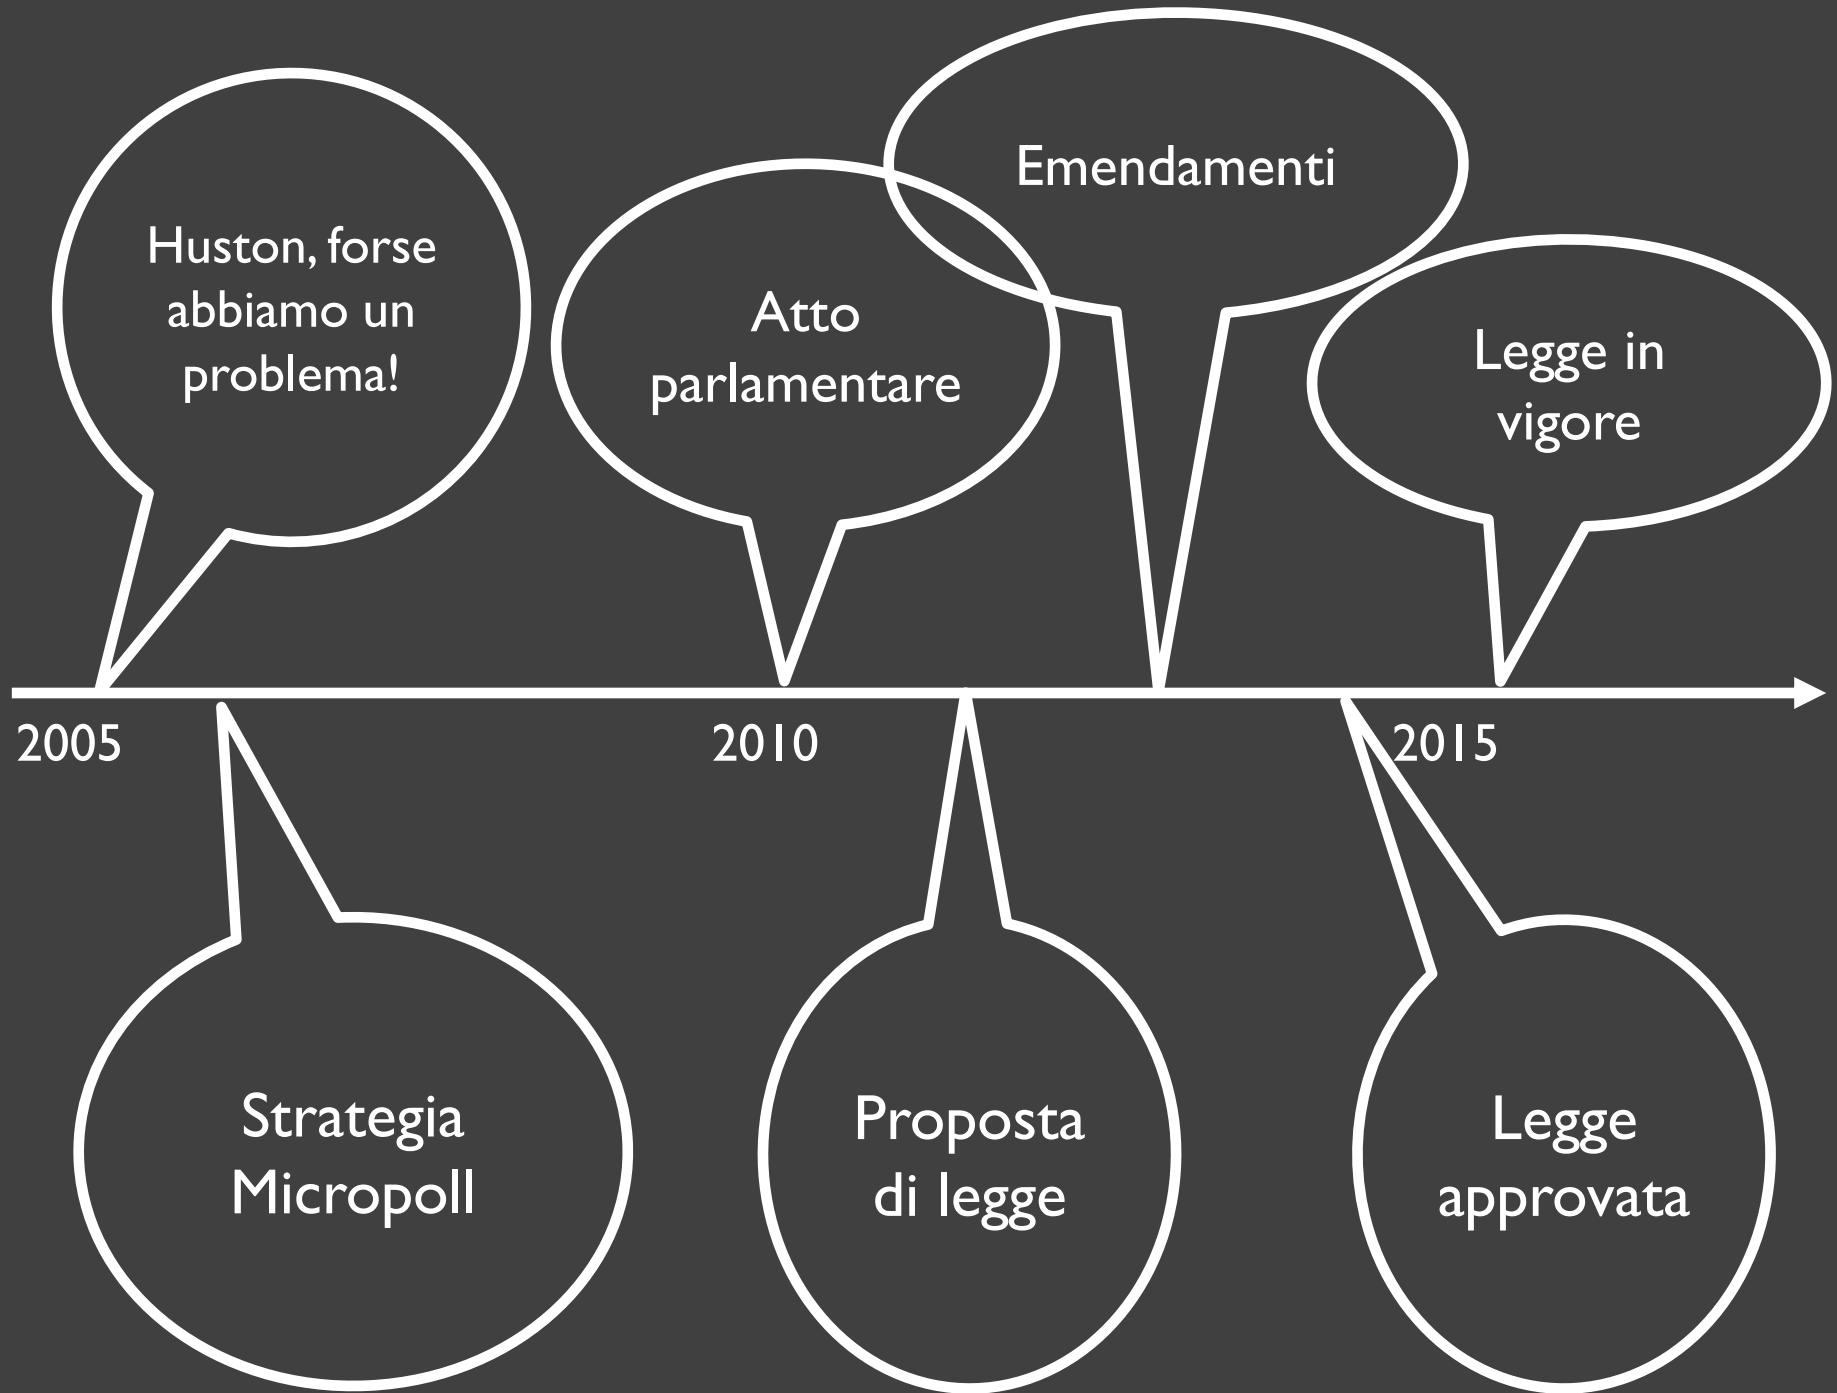 Huston, forse
abbiamo un
problema!
Atto
parlamentare
Emendamenti
Legge in
vigore
2005
2010
2015
Strategia
Micropoll
Proposta
di legge
Legge
approvata